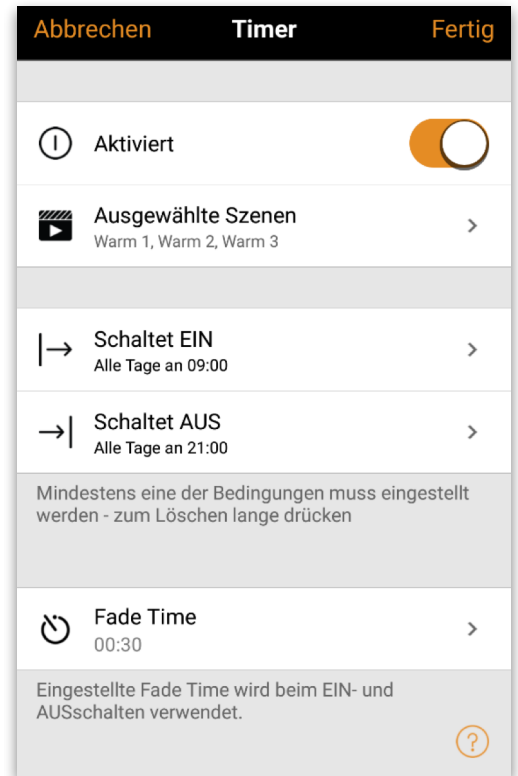 Abbrechen Timer Fertig
Aktiviert
Ausgewählte Szenen
Warm 1, Warm 2, Warm 3
Schaltet EIN
Alle Tage an 09:00
Schaltet AUS
Alle Tage an 21:00
Mindestens eine der Bedingungen muss eingestellt
werden - zum Löschen lange drücken
Fade Time
00:30
Eingestellte Fade Time wird beim EIN- und
AUSschalten verwendet.
?